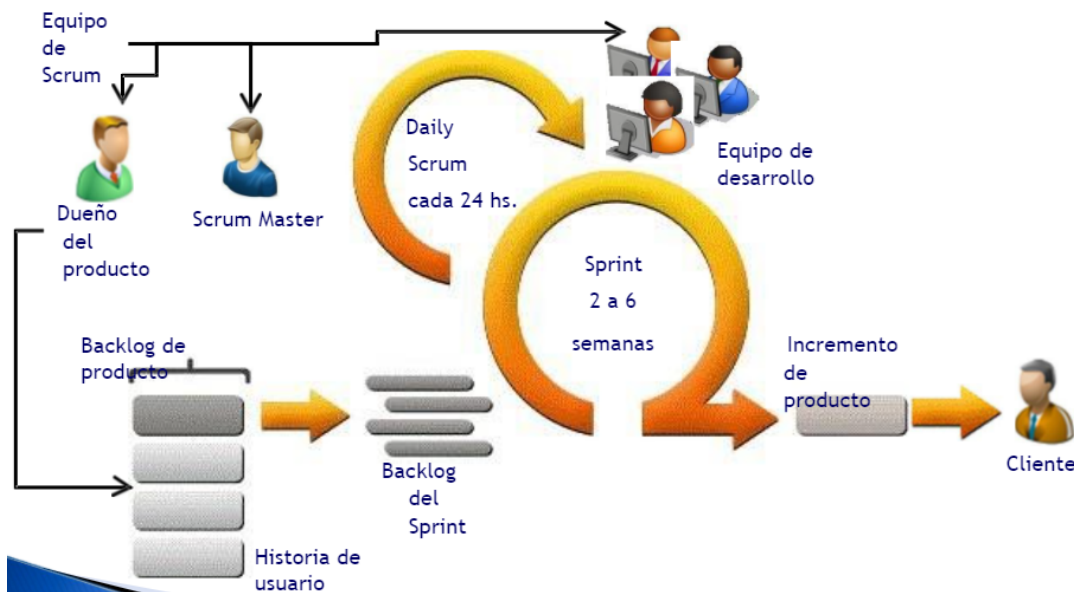 Equipo
de
Scrum
Daily
Scrum
cada 24 hs.
Equipo de
desarrollo
Dueño
del
producto
Scrum Master
Sprint
2 a 6
semanas
Backlog de
producto
Incremento
de
producto
Backlog
del
Sprint
Cliente
Historia de
usuario